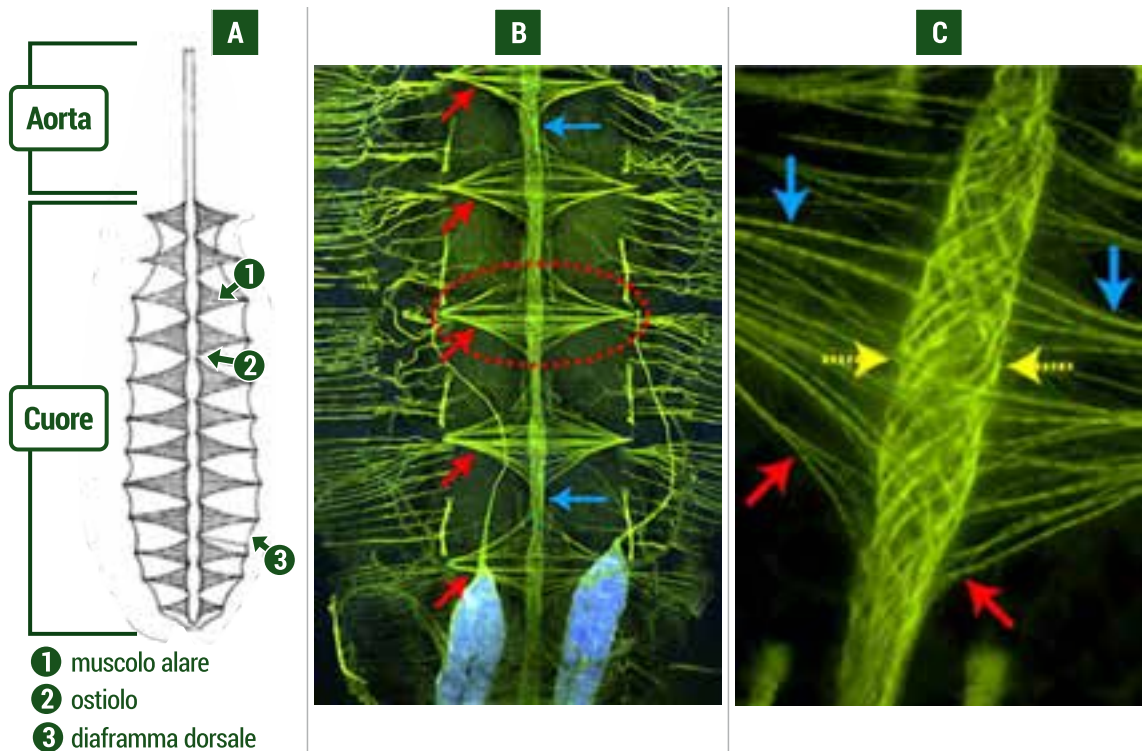 A
B
C
Aorta
Cuore
1
2
3
1 muscolo alare
2 ostiolo
3 diaframma dorsale